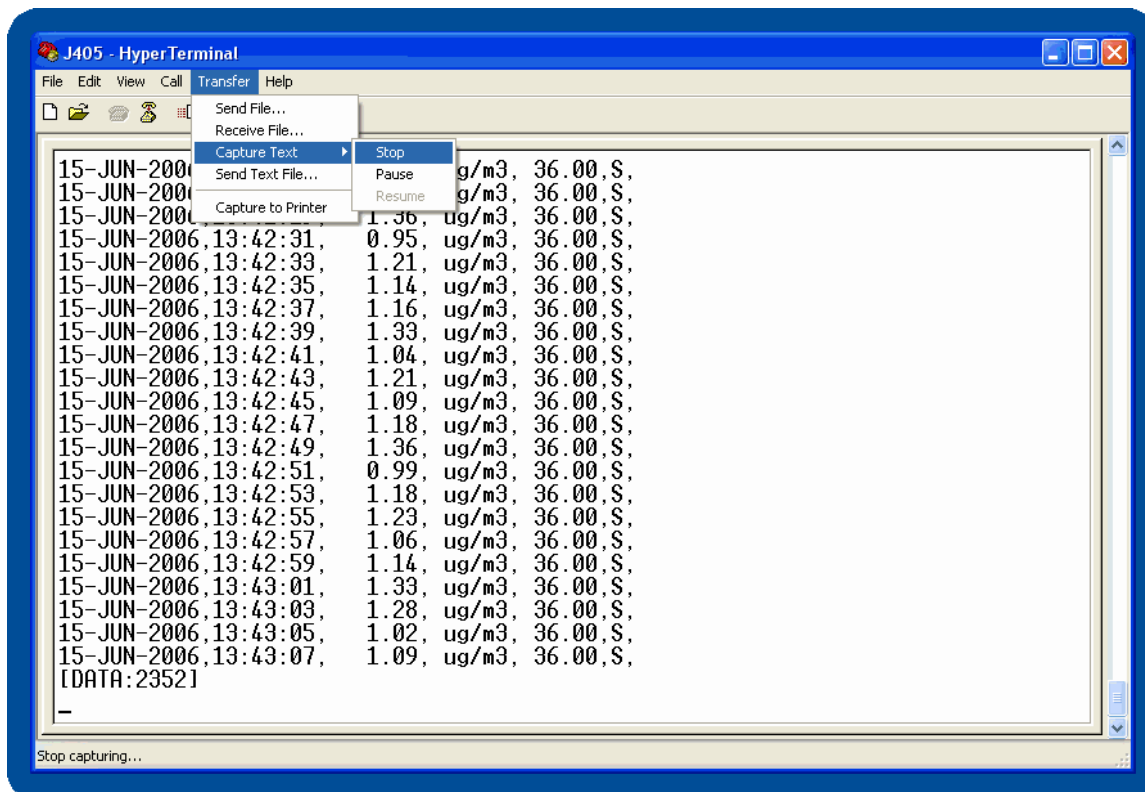 J405 - HyperTerminal
File Edit View Call Transfer Help
Send File...
Receive File...
Capture Text
Send Text File...
Capture to Printer
Stop
Pause
Resume
15-JUN-200 g/m3, 36.00,S,
15-JUN-200 g/m3, 36.00,S,
15-JUN-200 1.36, ug/m3, 36.00,S,
15-JUN-2006,13:42:31, 0.95, ug/m3, 36.00,S,
15-JUN-2006,13:42:33, 1.21, ug/m3, 36.00,S,
15-JUN-2006,13:42:35, 1.14, ug/m3, 36.00,S,
15-JUN-2006,13:42:37, 1.16, ug/m3, 36.00,S,
15-JUN-2006,13:42:39, 1.33, ug/m3, 36.00,S,
15-JUN-2006,13:42:41, 1.04, ug/m3, 36.00,S,
15-JUN-2006,13:42:43, 1.21, ug/m3, 36.00,S,
15-JUN-2006,13:42:45, 1.09, ug/m3, 36.00,S,
15-JUN-2006,13:42:47, 1.18, ug/m3, 36.00,S,
15-JUN-2006,13:42:49, 1.36, ug/m3, 36.00,S,
15-JUN-2006,13:42:51, 0.99, ug/m3, 36.00,S,
15-JUN-2006,13:42:53, 1.18, ug/m3, 36.00,S,
15-JUN-2006,13:42:55, 1.23, ug/m3, 36.00,S,
15-JUN-2006,13:42:57, 1.06, ug/m3, 36.00,S,
15-JUN-2006,13:42:59, 1.14, ug/m3, 36.00,S,
15-JUN-2006,13:43:01, 1.33, ug/m3, 36.00,S,
15-JUN-2006,13:43:03, 1.28, ug/m3, 36.00,S,
15-JUN-2006,13:43:05, 1.02, ug/m3, 36.00,S,
15-JUN-2006,13:43:07, 1.09, ug/m3, 36.00,S,
[DATA:2352]
Stop capturing...